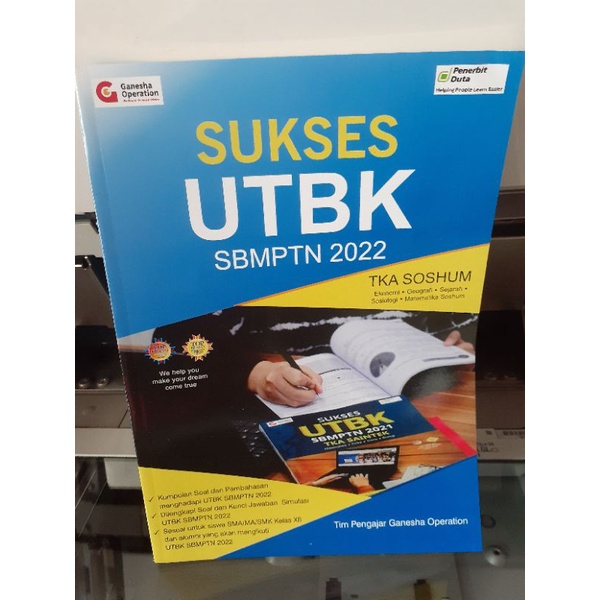 Ganesha
Operation
Penerbit
Duta
Helping People Learn Easier
SUKSES
UTBK
SBMPTN 2022
TKA SOSHUM
Ekonomi • Geografi • Sejarah •
Sosiologi • Matematika Soshum
We help you
make your dream
come true
SUKSES
UTBK
SBMPTN 2021
TKA SAINTEK
Kumpulan Soal dan Pembahasan
menghadapi UTBK SBMPTN 2022
Dilengkapi Soal dan Kunci Jawaban Simulasi
UTBK SBMPTN 2022
Sesuai untuk siswa SMA/MA/SMK Kelas XII
dan alumni yang akan mengikuti
UTBK SBMPTN 2022
Tim Pengajar Ganesha Operation